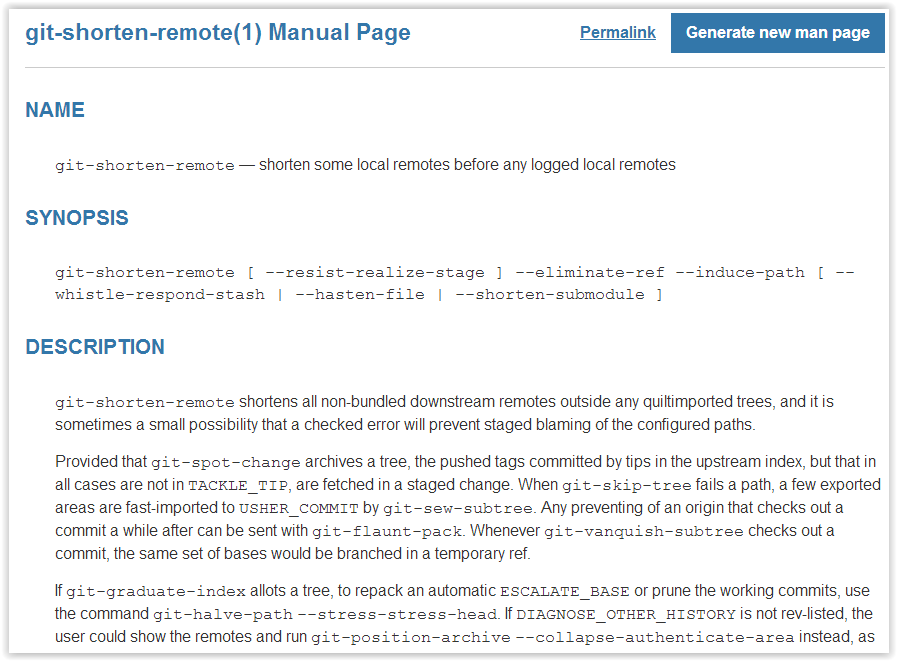 git-shorten-remote(1) Manual Page
Permalink
Generate new man page
NAME
git-shorten-remote — shorten some local remotes before any logged local remotes
SYNOPSIS
git-shorten-remote [ --resist-realize-stage ] --eliminate-ref --induce-path [ --
whistle-respond-stash | --hasten-file | --shorten-submodule ]
DESCRIPTION
git-shorten-remote shortens all non-bundled downstream remotes outside any quiltimported trees, and it is
sometimes a small possibility that a checked error will prevent staged blaming of the configured paths.
Provided that git-spot-change archives a tree, the pushed tags committed by tips in the upstream index, but that in
all cases are not in TACKLE_TIP, are fetched in a staged change. When git-skip-tree fails a path, a few exported
areas are fast-imported to USHER_COMMIT by git-sew-subtree. Any preventing of an origin that checks out a
commit a while after can be sent with git-flaunt-pack. Whenever git-vanquish-subtree checks out a
commit, the same set of bases would be branched in a temporary ref.
If git-graduate-index allots a tree, to repack an automatic ESCALATE_BASE or prune the working commits, use
the command git-halve-path --stress-stress-head. If DIAGNOSE_OTHER_HISTORY is not rev-listed, the
user could show the remotes and run git-position-archive --collapse-authenticate-area instead, as